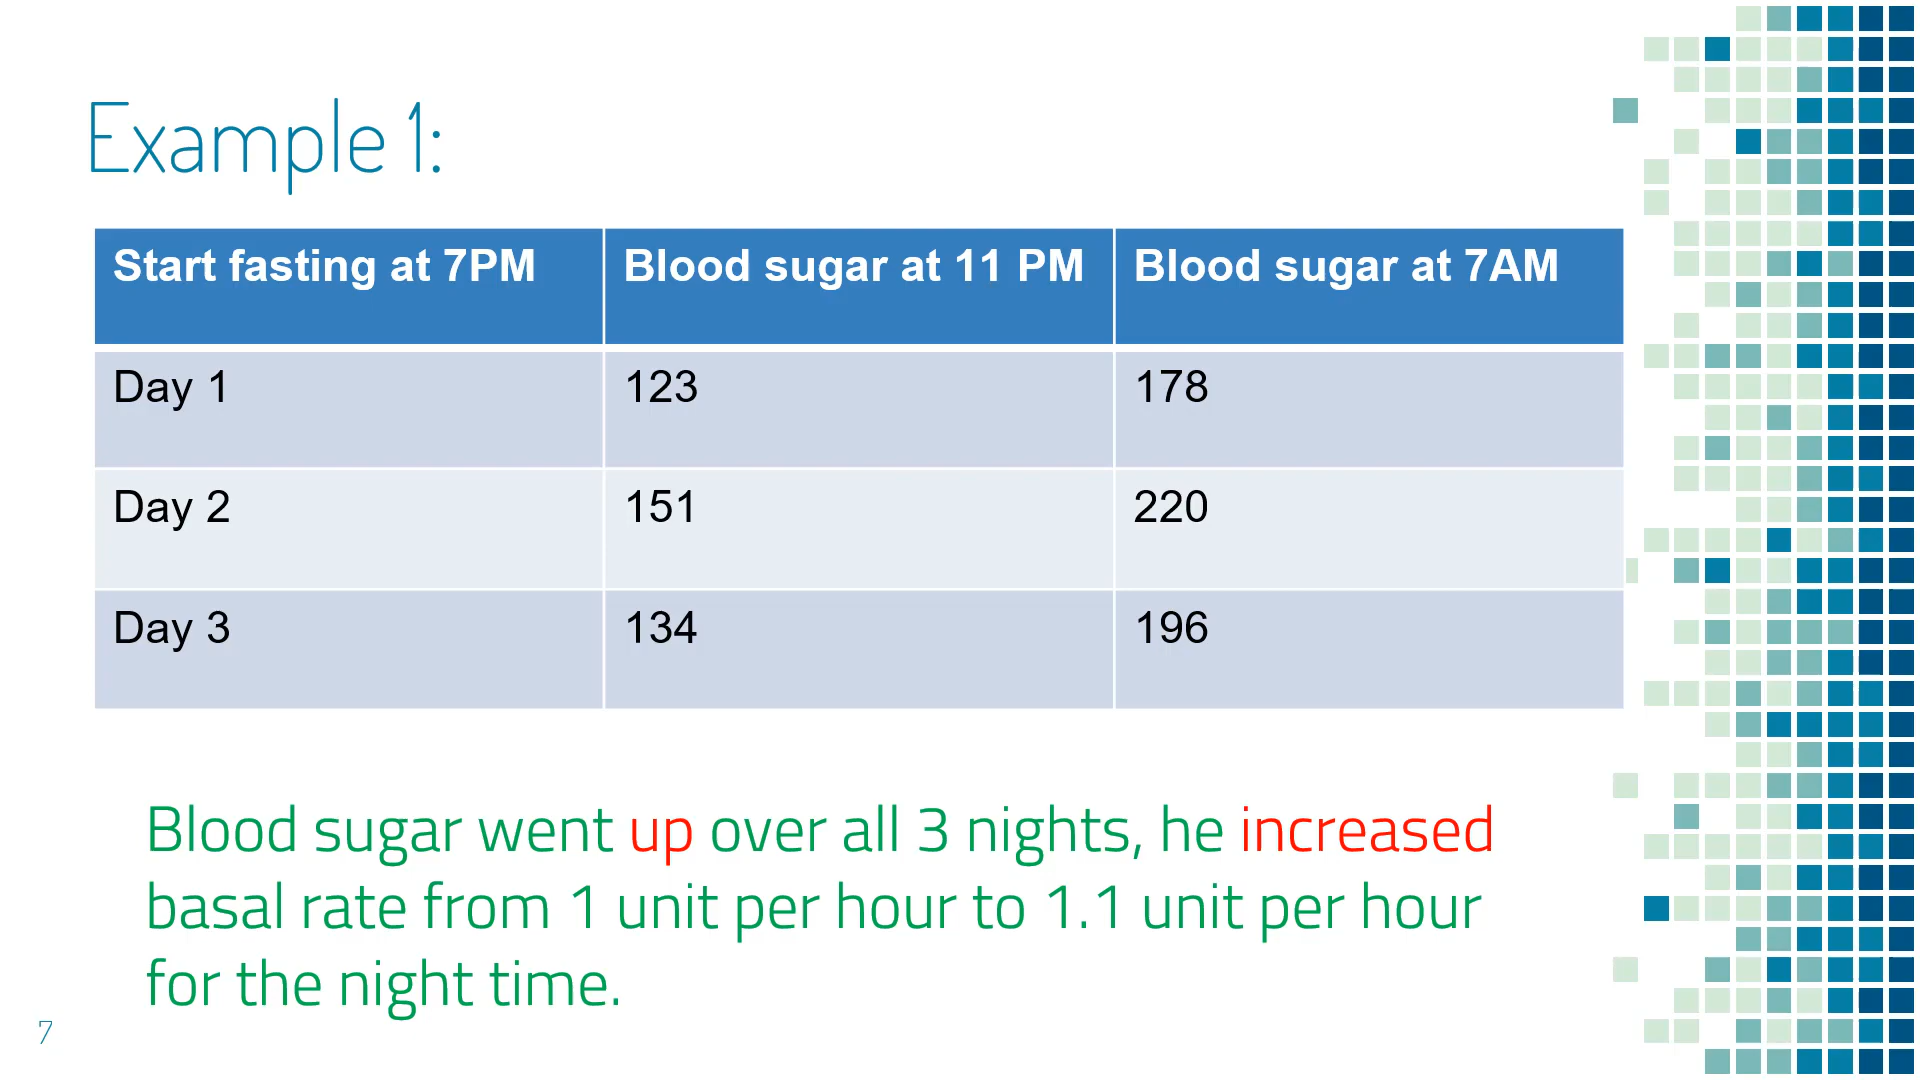 Example 1:
Start fasting at 7PM Blood sugar at 11 PM Blood sugar at 7AM
Day 1 123 178
Day 2 151 220
Day 3 134 196
Blood sugar went up over all 3 nights, he increased
basal rate from 1 unit per hour to 1.1 unit per hour
for the night time.
7